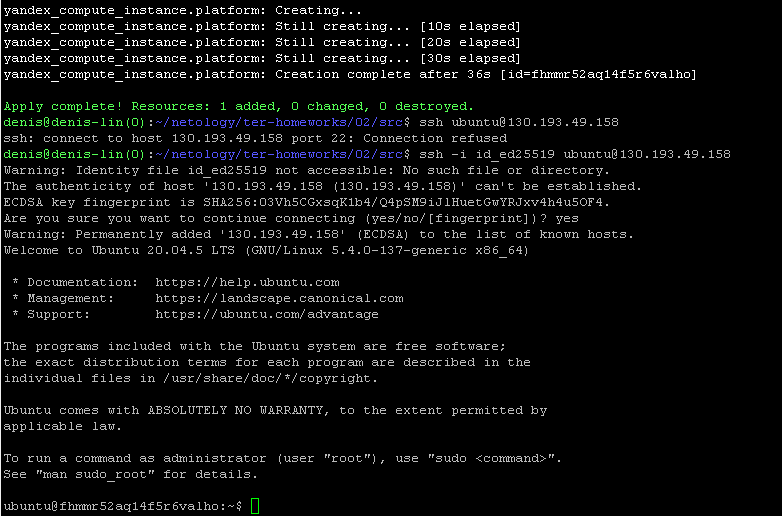 yandex_compute_instance.platform: Creating...
yandex_compute_instance.platform: Still creating... [10s elapsed]
yandex_compute_instance.platform: Still creating... [20s elapsed]
yandex_compute_instance.platform: Still creating... [30s elapsed]
yandex_compute_instance.platform: Creation complete after 36s [id=fhmmr52aq14f5r6valho]
Apply complete! Resources: 1 added, 0 changed, 0 destroyed.
denis@denis-lin(0):~/netology/ter-homeworks/02/src$ ssh ubuntu@130.193.49.158
ssh: connect to host 130.193.49.158 port 22: Connection refused
denis@denis-lin(0):~/netology/ter-homeworks/02/src$ ssh -i id_ed25519 ubuntu@130.193.49.158
Warning: Identity file id_ed25519 not accessible: No such file or directory.
The authenticity of host '130.193.49.158 (130.193.49.158)' can't be established.
ECDSA key fingerprint is SHA256:03Vh5CGxsqK1b4/Q4pSM9iJlHuetGwYRJxv4h4u5OF4.
Are you sure you want to continue connecting (yes/no/[fingerprint])? yes
Warning: Permanently added '130.193.49.158' (ECDSA) to the list of known hosts.
Welcome to Ubuntu 20.04.5 LTS (GNU/Linux 5.4.0-137-generic x86_64)
* Documentation:  https://help.ubuntu.com
* Management:     https://landscape.canonical.com
* Support:        https://ubuntu.com/advantage
The programs included with the Ubuntu system are free software;
the exact distribution terms for each program are described in the
individual files in /usr/share/doc/*/copyright.
Ubuntu comes with ABSOLUTELY NO WARRANTY, to the extent permitted by
applicable law.
To run a command as administrator (user "root"), use "sudo <command>".
See "man sudo_root" for details.
ubuntu@fhmmr52aq14f5r6valho:~$